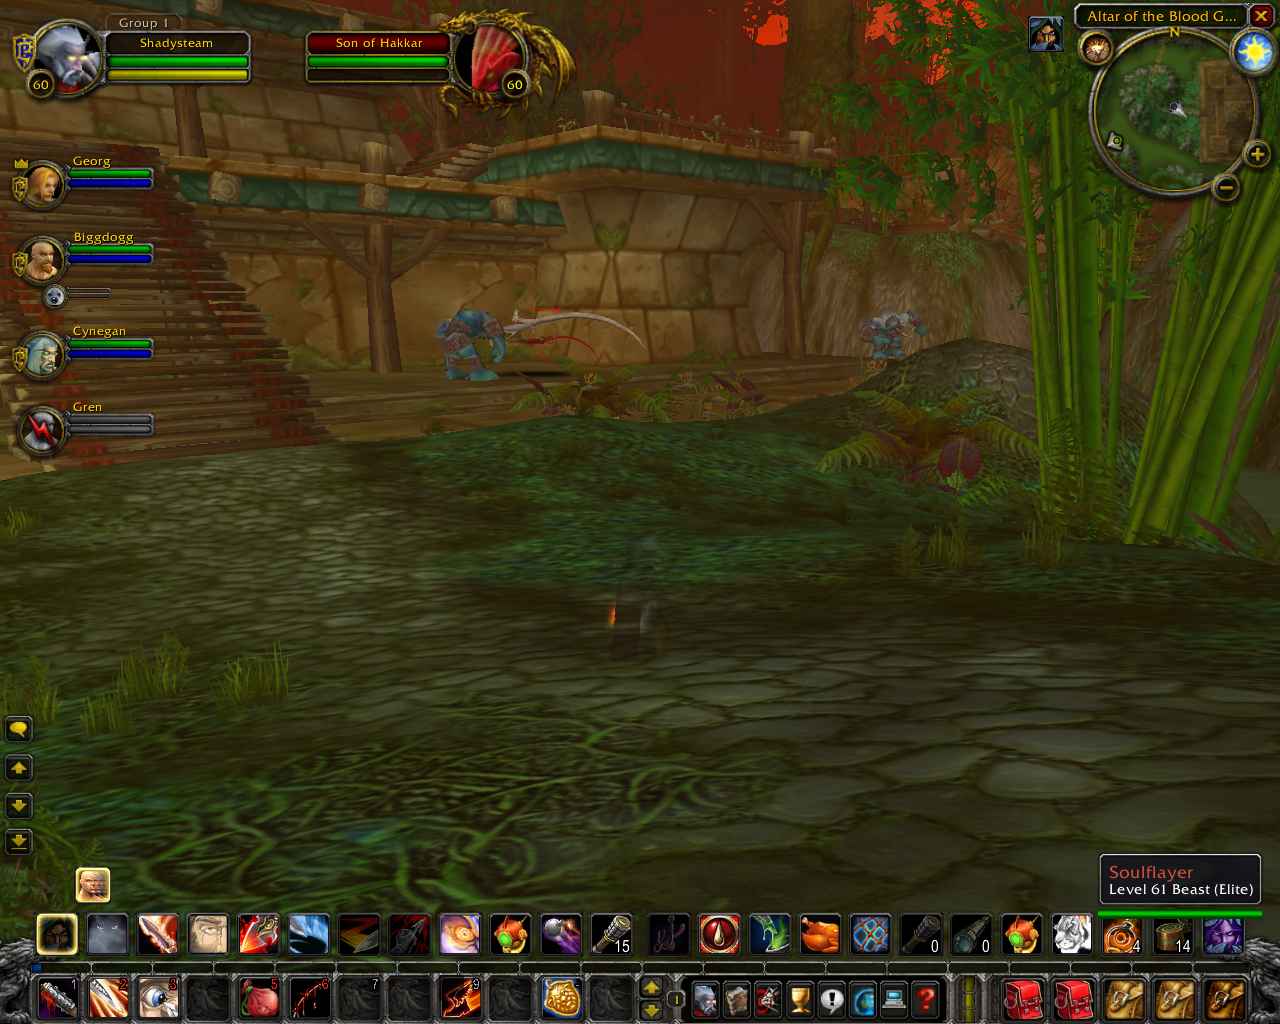 Group 1
Shadysteam
60
Son of Hakkar
60
Altar of the Blood G...
N
Georg
Biggdogg
Cynegan
Gren
Soulflayer
Level 61 Beast (Elite)
15
0
0
4
14
1
2
3
5
6
7
9
1